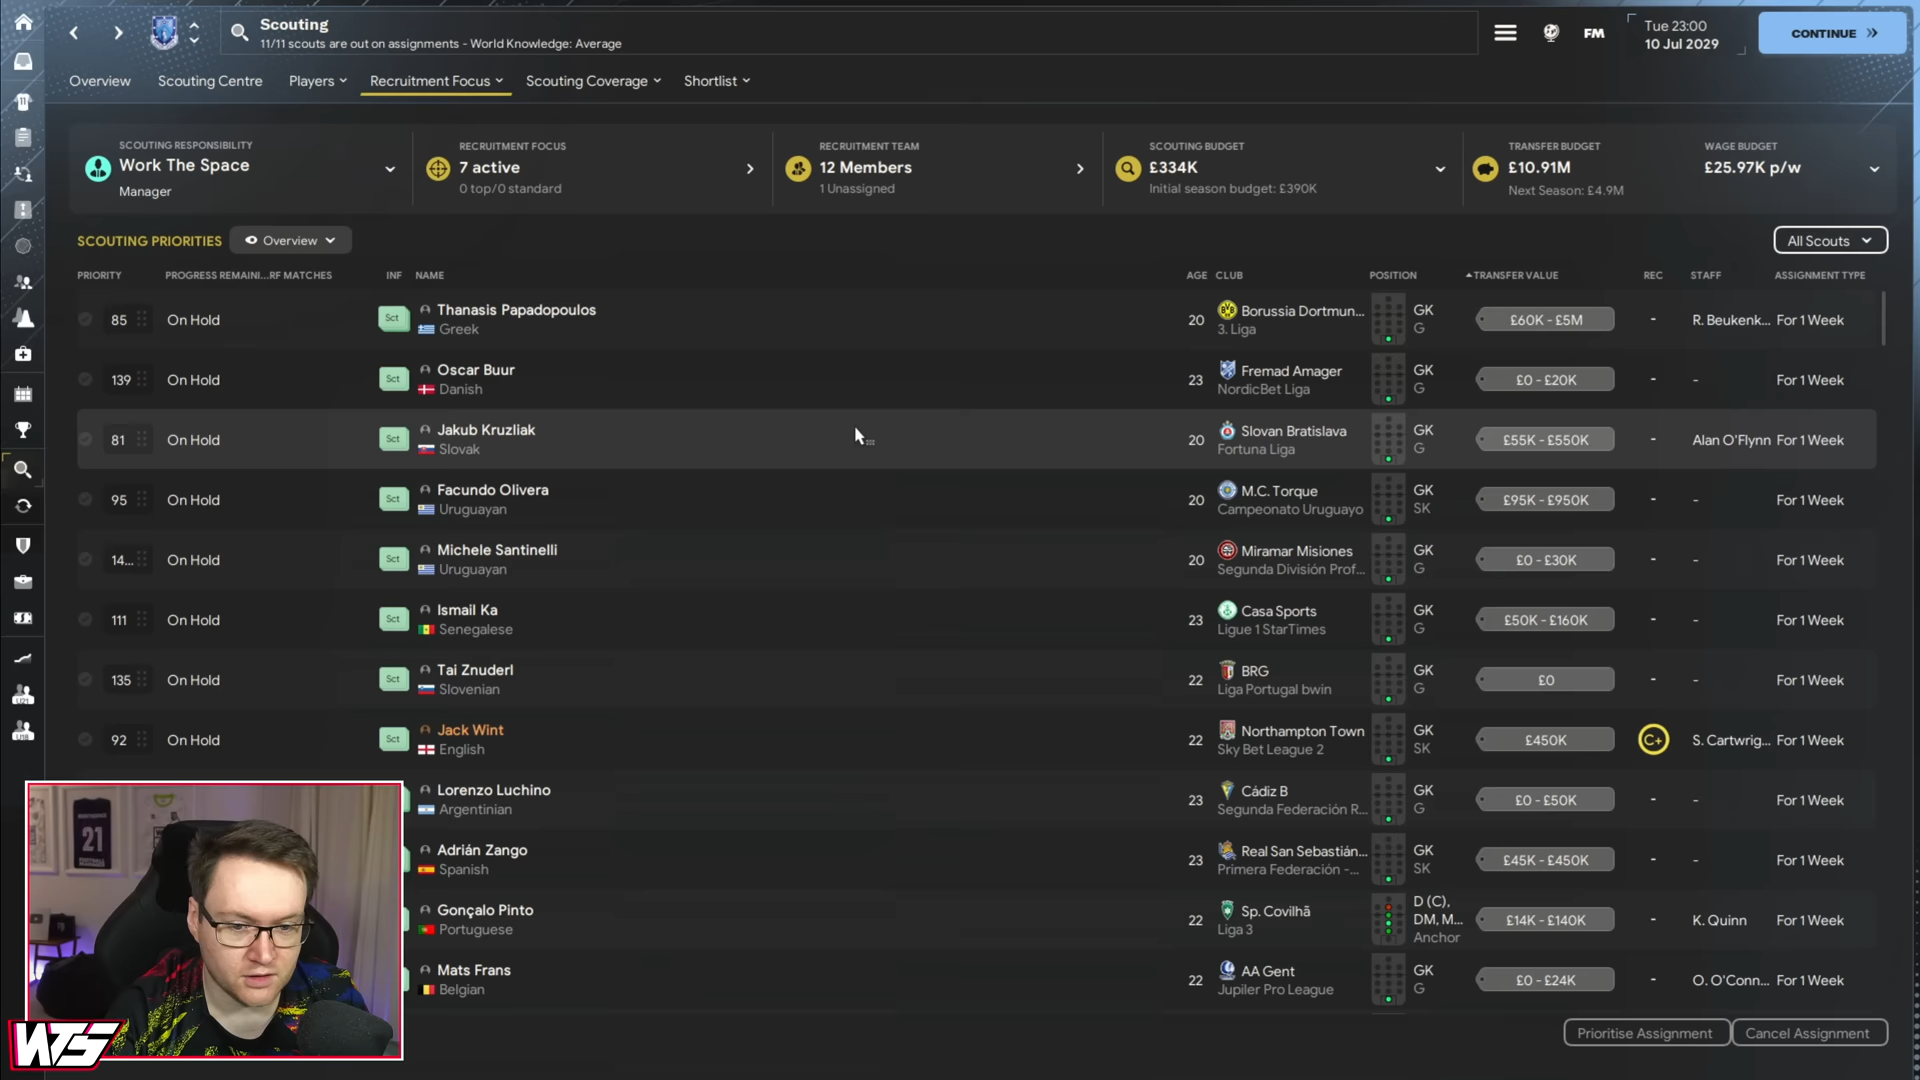 Scouting
11/11 scouts are out on assignments - World Knowledge: Average
FM
Tue 23:00
10 Jul 2029
CONTINUE
Overview
Scouting Centre
Players
Recruitment Focus
Scouting Coverage
Shortlist
SCOUTING RESPONSIBILITY
Work The Space
Manager
RECRUITMENT FOCUS
7 active
0 top/0 standard
RECRUITMENT TEAM
12 Members
1 Unassigned
SCOUTING BUDGET
£334K
Initial season budget: £390K
TRANSFER BUDGET
£10.91M
Next Season: £4.9M
WAGE BUDGET
£25.97K p/w
SCOUTING PRIORITIES
Overview
All Scouts
PRIORITY PROGRESS REMAINI...RF MATCHES INF NAME AGE CLUB POSITION TRANSFER VALUE REC STAFF ASSIGNMENT TYPE
85 On Hold Sct Thanasis Papadopoulos 20 Borussia Dortmun... GK £60K - £5M - R. Beukenk... For 1 Week
Greek 3. Liga G
139 On Hold Sct Oscar Buur 23 Fremad Amager GK £0 - £20K - - For 1 Week
Danish NordicBet Liga G
81 On Hold Sct Jakub Kruzliak 20 Slovan Bratislava GK £55K - £550K - Alan O'Flynn For 1 Week
Slovak Fortuna Liga G
95 On Hold Sct Facundo Olivera 20 M.C. Torque GK £95K - £950K - - For 1 Week
Uruguayan Campeonato Uruguayo SK
14... On Hold Sct Michele Santinelli 20 Miramar Misiones GK £0 - £30K - - For 1 Week
Uruguayan Segunda División Prof... G
111 On Hold Sct Ismail Ka 23 Casa Sports GK £50K - £160K - - For 1 Week
Senegalese Ligue 1 StarTimes G
135 On Hold Sct Tai Znuderl 22 BRG GK £0 - - For 1 Week
Slovenian Liga Portugal bwin G
92 On Hold Sct Jack Wint 22 Northampton Town GK £450K C+ S. Cartwrig... For 1 Week
English Sky Bet League 2 SK
Lorenzo Luchino 23 Cádiz B GK £0 - £50K - - For 1 Week
Argentinian Segunda Federación R... G
Adrián Zango 23 Real San Sebastián... GK £45K - £450K - - For 1 Week
Spanish Primera Federación -... SK
Gonçalo Pinto 22 Sp. Covilhã D (C), DM, M... £14K - £140K - K. Quinn For 1 Week
Portuguese Liga 3 Anchor
Mats Frans 22 AA Gent GK £0 - £24K - O. O'Conn... For 1 Week
Belgian Jupiler Pro League G
Prioritise Assignment
Cancel Assignment
21
WTS
U21
U18